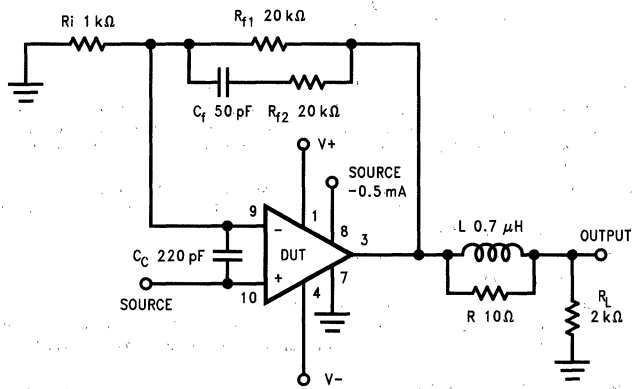 Ri 1 kΩ
Rf1 20 kΩ
Cf 50 pF
Rf2 20 kΩ
V+
SOURCE
-0.5 mA
9
1
8
L 0.7 μH
OUTPUT
CC 220 pF
-
DUT
3
+
10
4
7
SOURCE
R 10Ω
RL
2 kΩ
V-